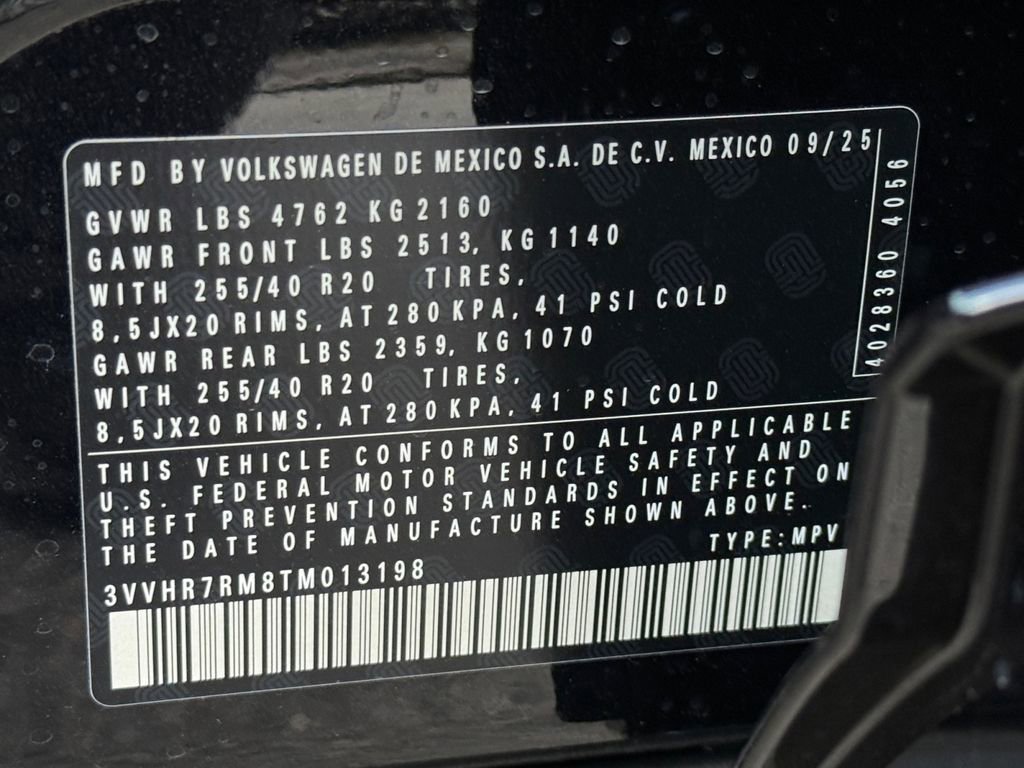 MFD BY VOLKSWAGEN DE MEXICO S.A. DE C.V. MEXICO 09/25
GVWR LBS 4762 KG 2160
GAWR FRONT LBS 2513, KG 1140
WITH 255/40 R20 TIRES,
8,5JX20 RIMS, AT 280 KPA, 41 PSI COLD
GAWR REAR LBS 2359, KG 1070
WITH 255/40 R20 TIRES,
8,5JX20 RIMS, AT 280 KPA, 41 PSI COLD
4028360 4056
THIS VEHICLE CONFORMS TO ALL APPLICABLE
U.S. FEDERAL MOTOR VEHICLE SAFETY AND
THEFT PREVENTION STANDARDS IN EFFECT ON
THE DATE OF MANUFACTURE SHOWN ABOVE.
TYPE:MPV
3VVHR7RM8TM013198